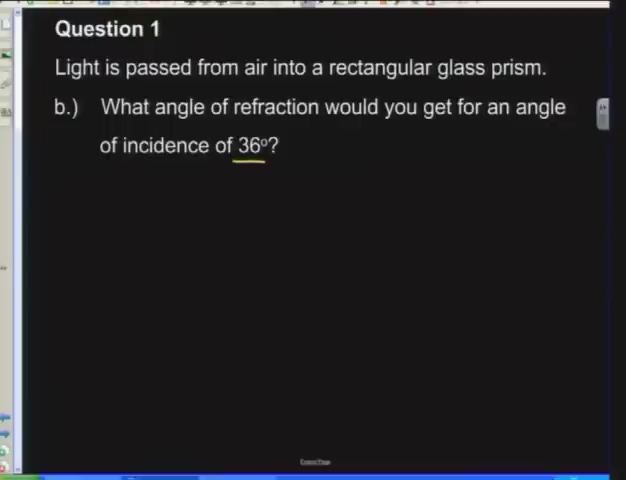 Question 1
Light is passed from air into a rectangular glass prism.
b.) What angle of refraction would you get for an angle
of incidence of 36º?